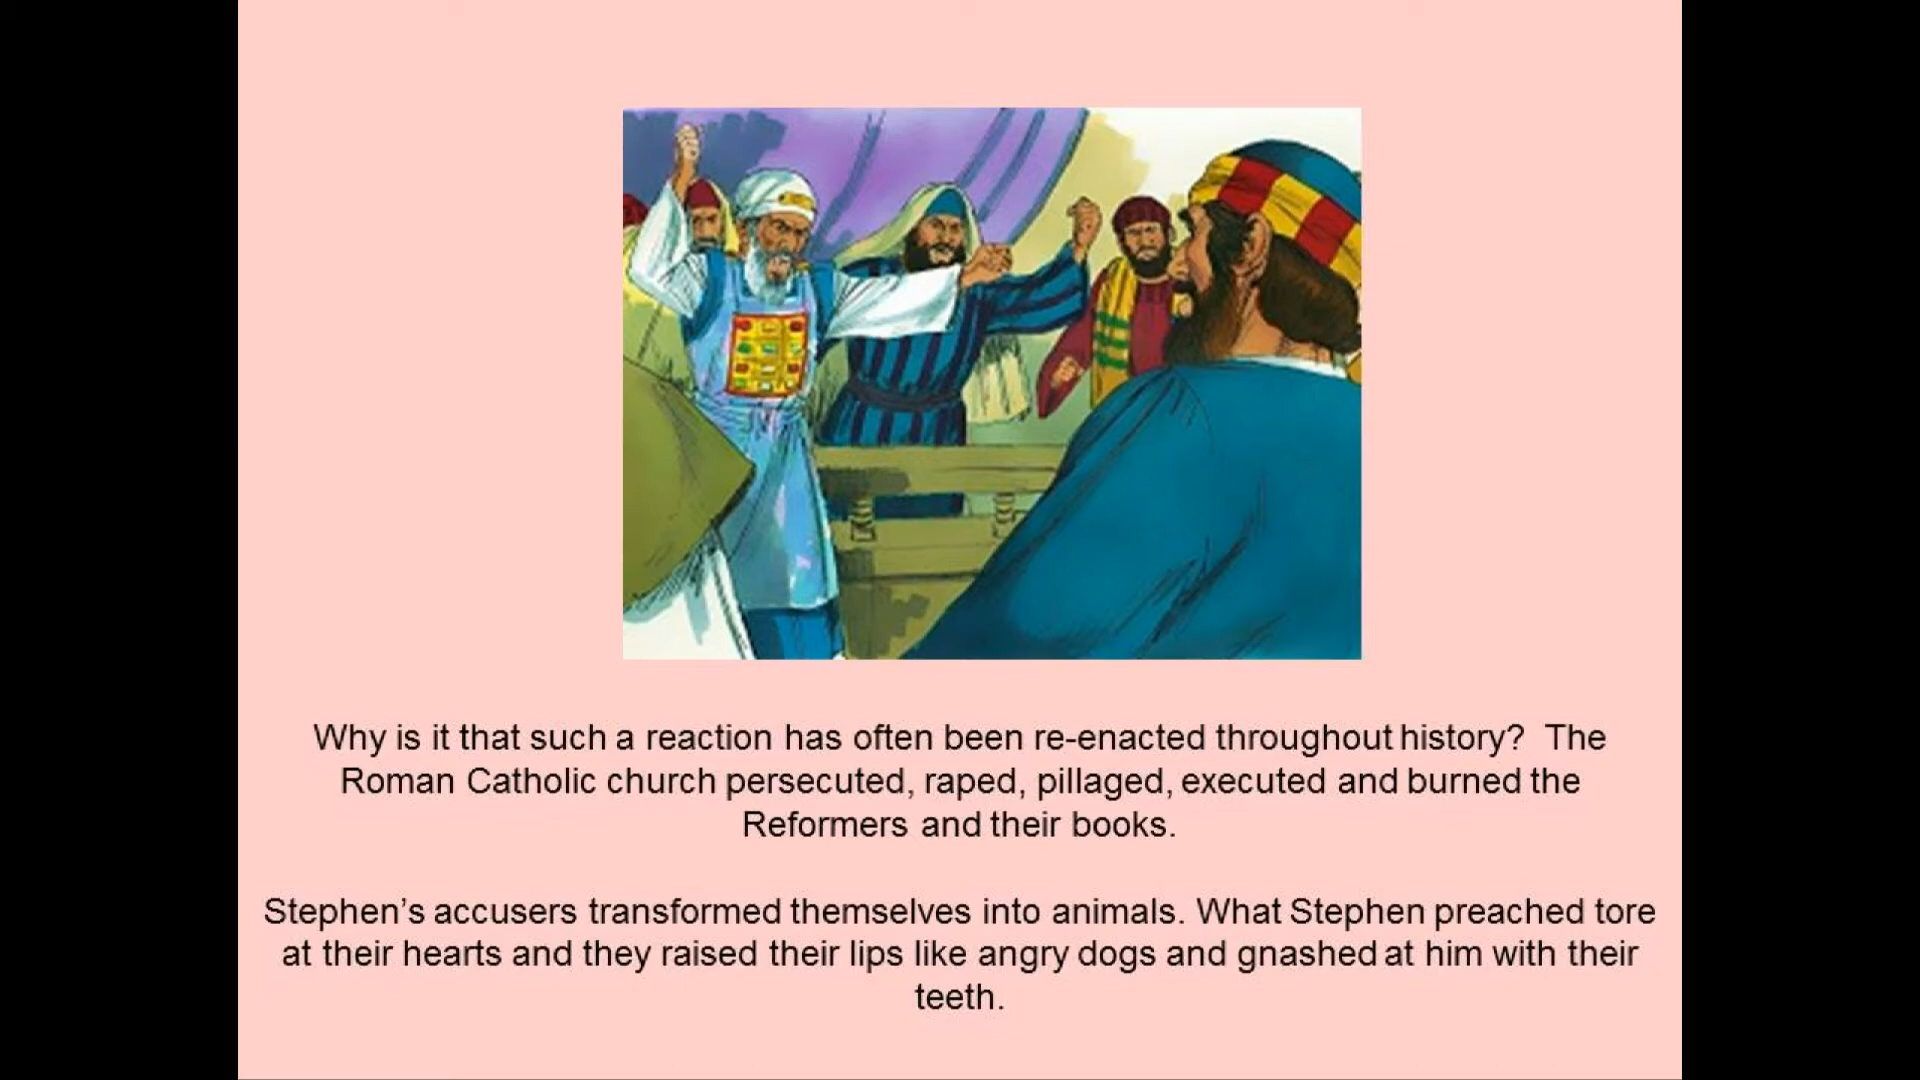 Why is it that such a reaction has often been re-enacted throughout history?  The
Roman Catholic church persecuted, raped, pillaged, executed and burned the
Reformers and their books.
Stephen’s accusers transformed themselves into animals. What Stephen preached tore
at their hearts and they raised their lips like angry dogs and gnashed at him with their
teeth.